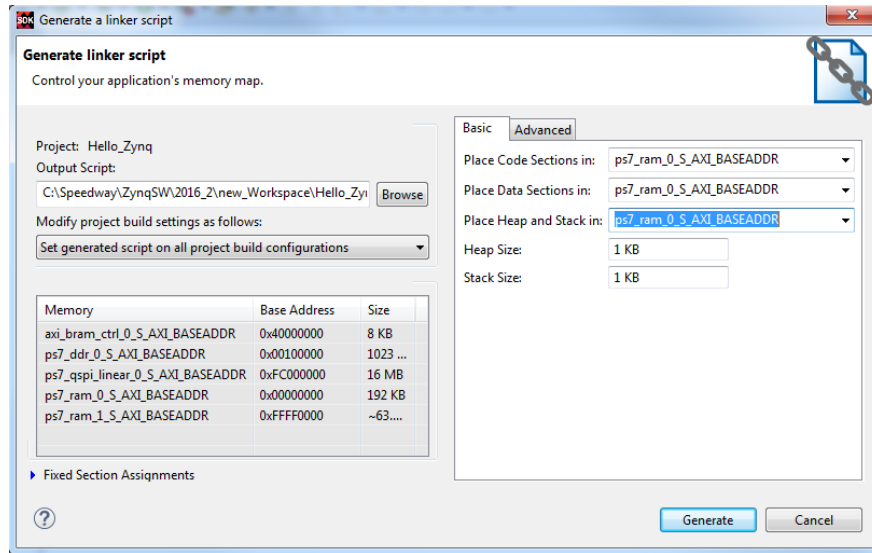 SDK Generate a linker script
Generate linker script
Control your application's memory map.
Project: Hello_Zynq
Output Script:
C:\Speedway\ZynqSW\2016_2\new_Workspace\Hello_Zyı Browse
Modify project build settings as follows:
Set generated script on all project build configurations
Memory Base Address Size
axi_bram_ctrl_0_S_AXI_BASEADDR 0x40000000 8 KB
ps7_ddr_0_S_AXI_BASEADDR 0x00100000 1023 ...
ps7_qspi_linear_0_S_AXI_BASEADDR 0xFC000000 16 MB
ps7_ram_0_S_AXI_BASEADDR 0x00000000 192 KB
ps7_ram_1_S_AXI_BASEADDR 0xFFFF0000 ~63....
Fixed Section Assignments
Basic Advanced
Place Code Sections in: ps7_ram_0_S_AXI_BASEADDR
Place Data Sections in: ps7_ram_0_S_AXI_BASEADDR
Place Heap and Stack in: ps7_ram_0_S_AXI_BASEADDR
Heap Size: 1 KB
Stack Size: 1 KB
? Generate Cancel